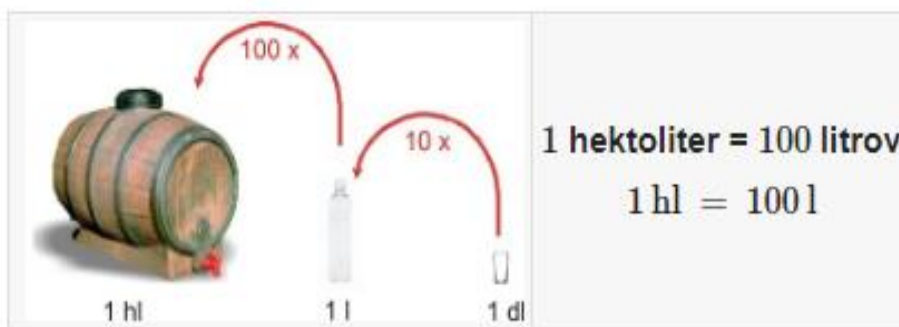 100 x
10 x
1 hl
1 l
1 dl
1 hektoliter = 100 litrov
1 hl = 100 l